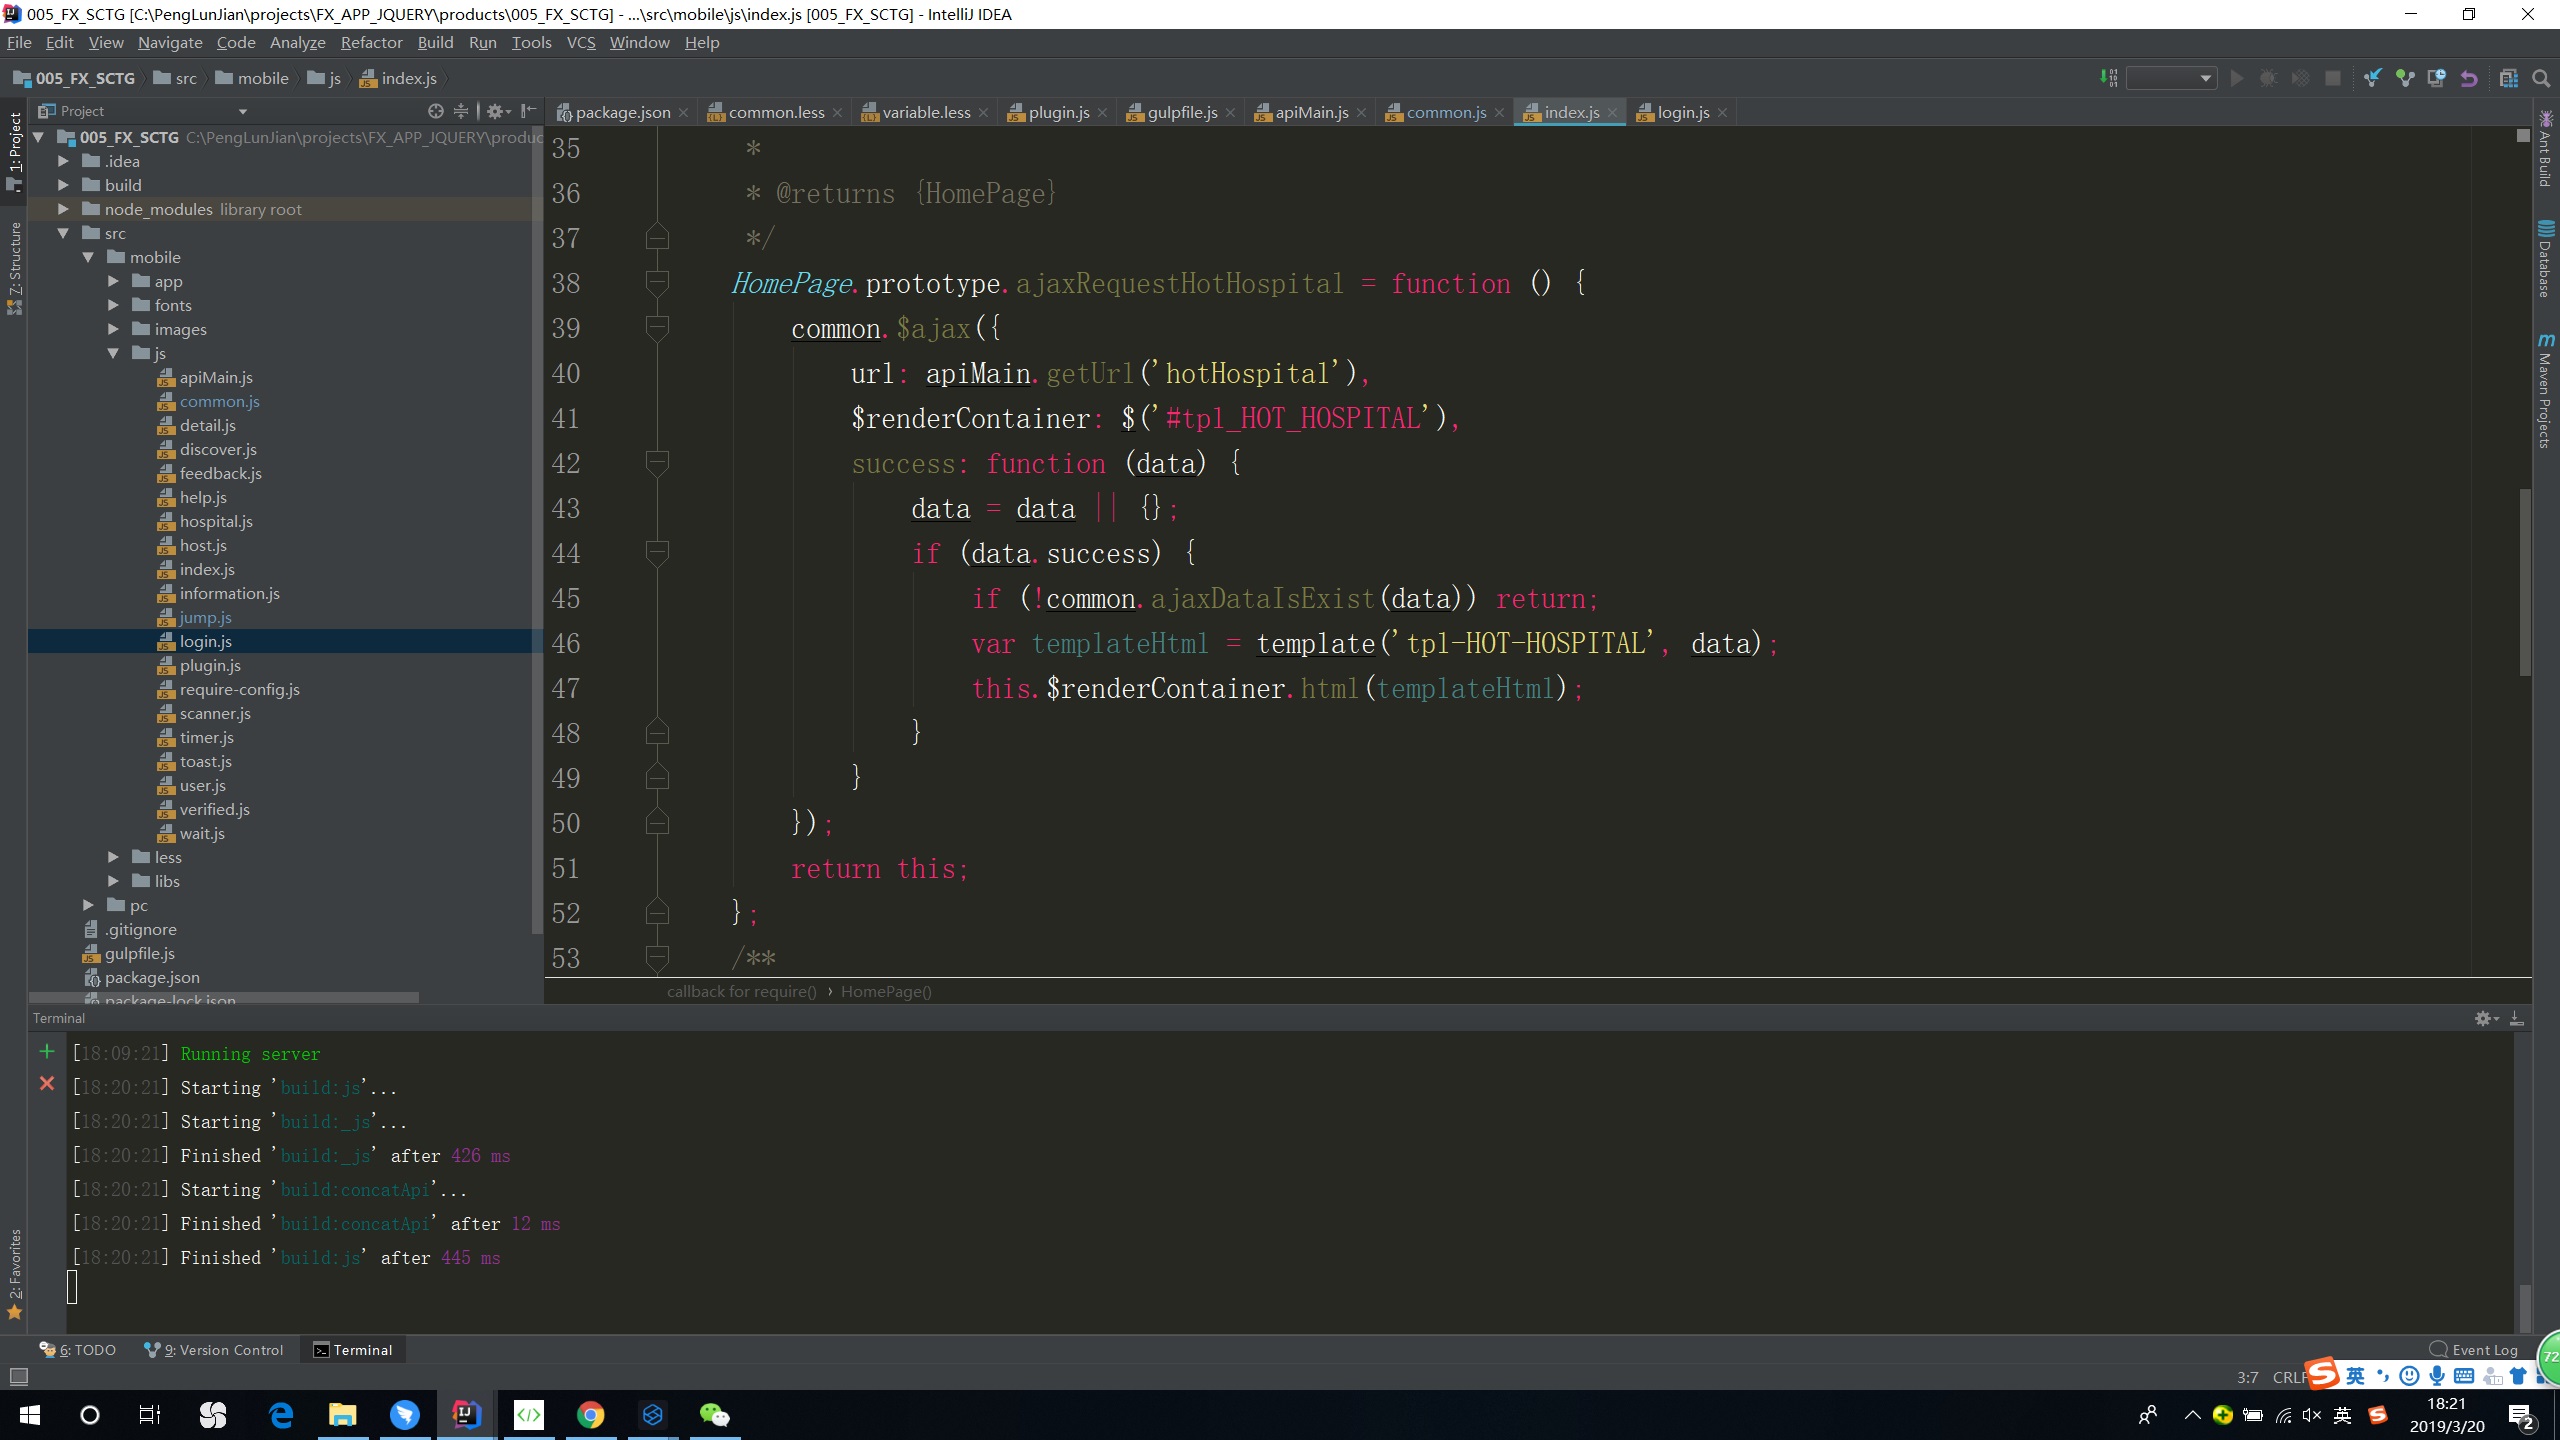 005_FX_SCTG [C:\PengLunJian\projects\FX_APP_JQUERY\products\005_FX_SCTG] - ...\src\mobile\js\index.js [005_FX_SCTG] - IntelliJ IDEA
File Edit View Navigate Code Analyze Refactor Build Run Tools VCS Window Help
005_FX_SCTG src mobile js index.js
Project
package.json common.less variable.less plugin.js gulpfile.js apiMain.js common.js index.js login.js
1: Project
7: Structure
2: Favorites
005_FX_SCTG C:\PengLunJian\projects\FX_APP_JQUERY\produc
.idea
build
node_modules library root
src
mobile
app
fonts
images
js
apiMain.js
common.js
detail.js
discover.js
feedback.js
help.js
hospital.js
host.js
index.js
information.js
jump.js
login.js
plugin.js
require-config.js
scanner.js
timer.js
toast.js
user.js
verified.js
wait.js
less
libs
pc
.gitignore
gulpfile.js
package.json
package-lock.json
35 *
36 * @returns {HomePage}
37 */
38 HomePage.prototype.ajaxRequestHotHospital = function () {
39 common.$ajax({
40 url: apiMain.getUrl('hotHospital'),
41 $renderContainer: $('#tpl_HOT_HOSPITAL'),
42 success: function (data) {
43 data = data || {};
44 if (data.success) {
45 if (!common.ajaxDataIsExist(data)) return;
46 var templateHtml = template('tpl-HOT-HOSPITAL', data);
47 this.$renderContainer.html(templateHtml);
48 }
49 }
50 });
51 return this;
52 };
53 /**
callback for require() › HomePage()
Ant Build
Database
Maven Projects
Terminal
[18:09:21] Running server
[18:20:21] Starting 'build:js'...
[18:20:21] Starting 'build:_js'...
[18:20:21] Finished 'build:_js' after 426 ms
[18:20:21] Starting 'build:concatApi'...
[18:20:21] Finished 'build:concatApi' after 12 ms
[18:20:21] Finished 'build:js' after 445 ms
6: TODO 9: Version Control Terminal
Event Log
72
3:7 CRLF
英
英
18:21
2019/3/20
2